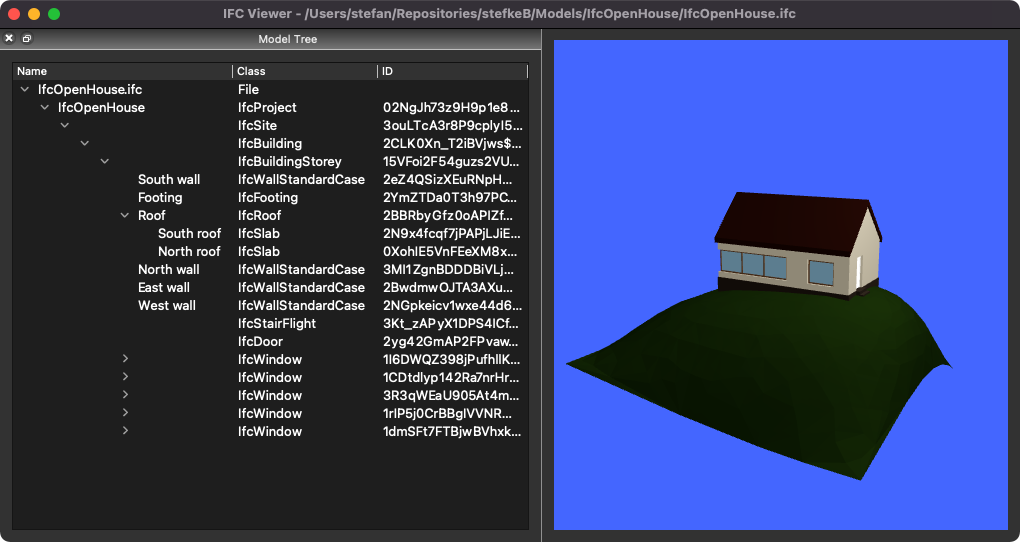 IFC Viewer - /Users/stefan/Repositories/stefkeB/Models/IfcOpenHouse/IfcOpenHouse.ifc
Model Tree
Name Class ID
IfcOpenHouse.ifc File
IfcOpenHouse IfcProject 02NgJh73z9H9p1e8...
IfcSite 3ouLTcA3r8P9cplyI5...
IfcBuilding 2CLK0Xn_T2iBVjws$...
IfcBuildingStorey 15VFoi2F54guzs2VU...
South wall IfcWallStandardCase 2eZ4QSizXEuRNpH...
Footing IfcFooting 2YmZTDa0T3h97PC...
Roof IfcRoof 2BBRbyGfz0oAPIZf...
South roof IfcSlab 2N9x4fcqf7jPAPjLJiE...
North roof IfcSlab 0XohlE5VnFEeXM8x...
North wall IfcWallStandardCase 3MI1ZgnBDDDBiVLj...
East wall IfcWallStandardCase 2BwdmwOJTA3AXu...
West wall IfcWallStandardCase 2NGpkeicv1wxe44d6...
IfcStairFlight 3Kt_zAPyX1DPS4ICf...
IfcDoor 2yg42GmAP2FPvaw...
IfcWindow 1I6DWQZ398jPufhllK...
IfcWindow 1CDtdlyp142Ra7nrHr...
IfcWindow 3R3qWEaU905At4m...
IfcWindow 1rIP5j0CrBBgIVVNR...
IfcWindow 1dmSFt7FTBjwBVhxk...